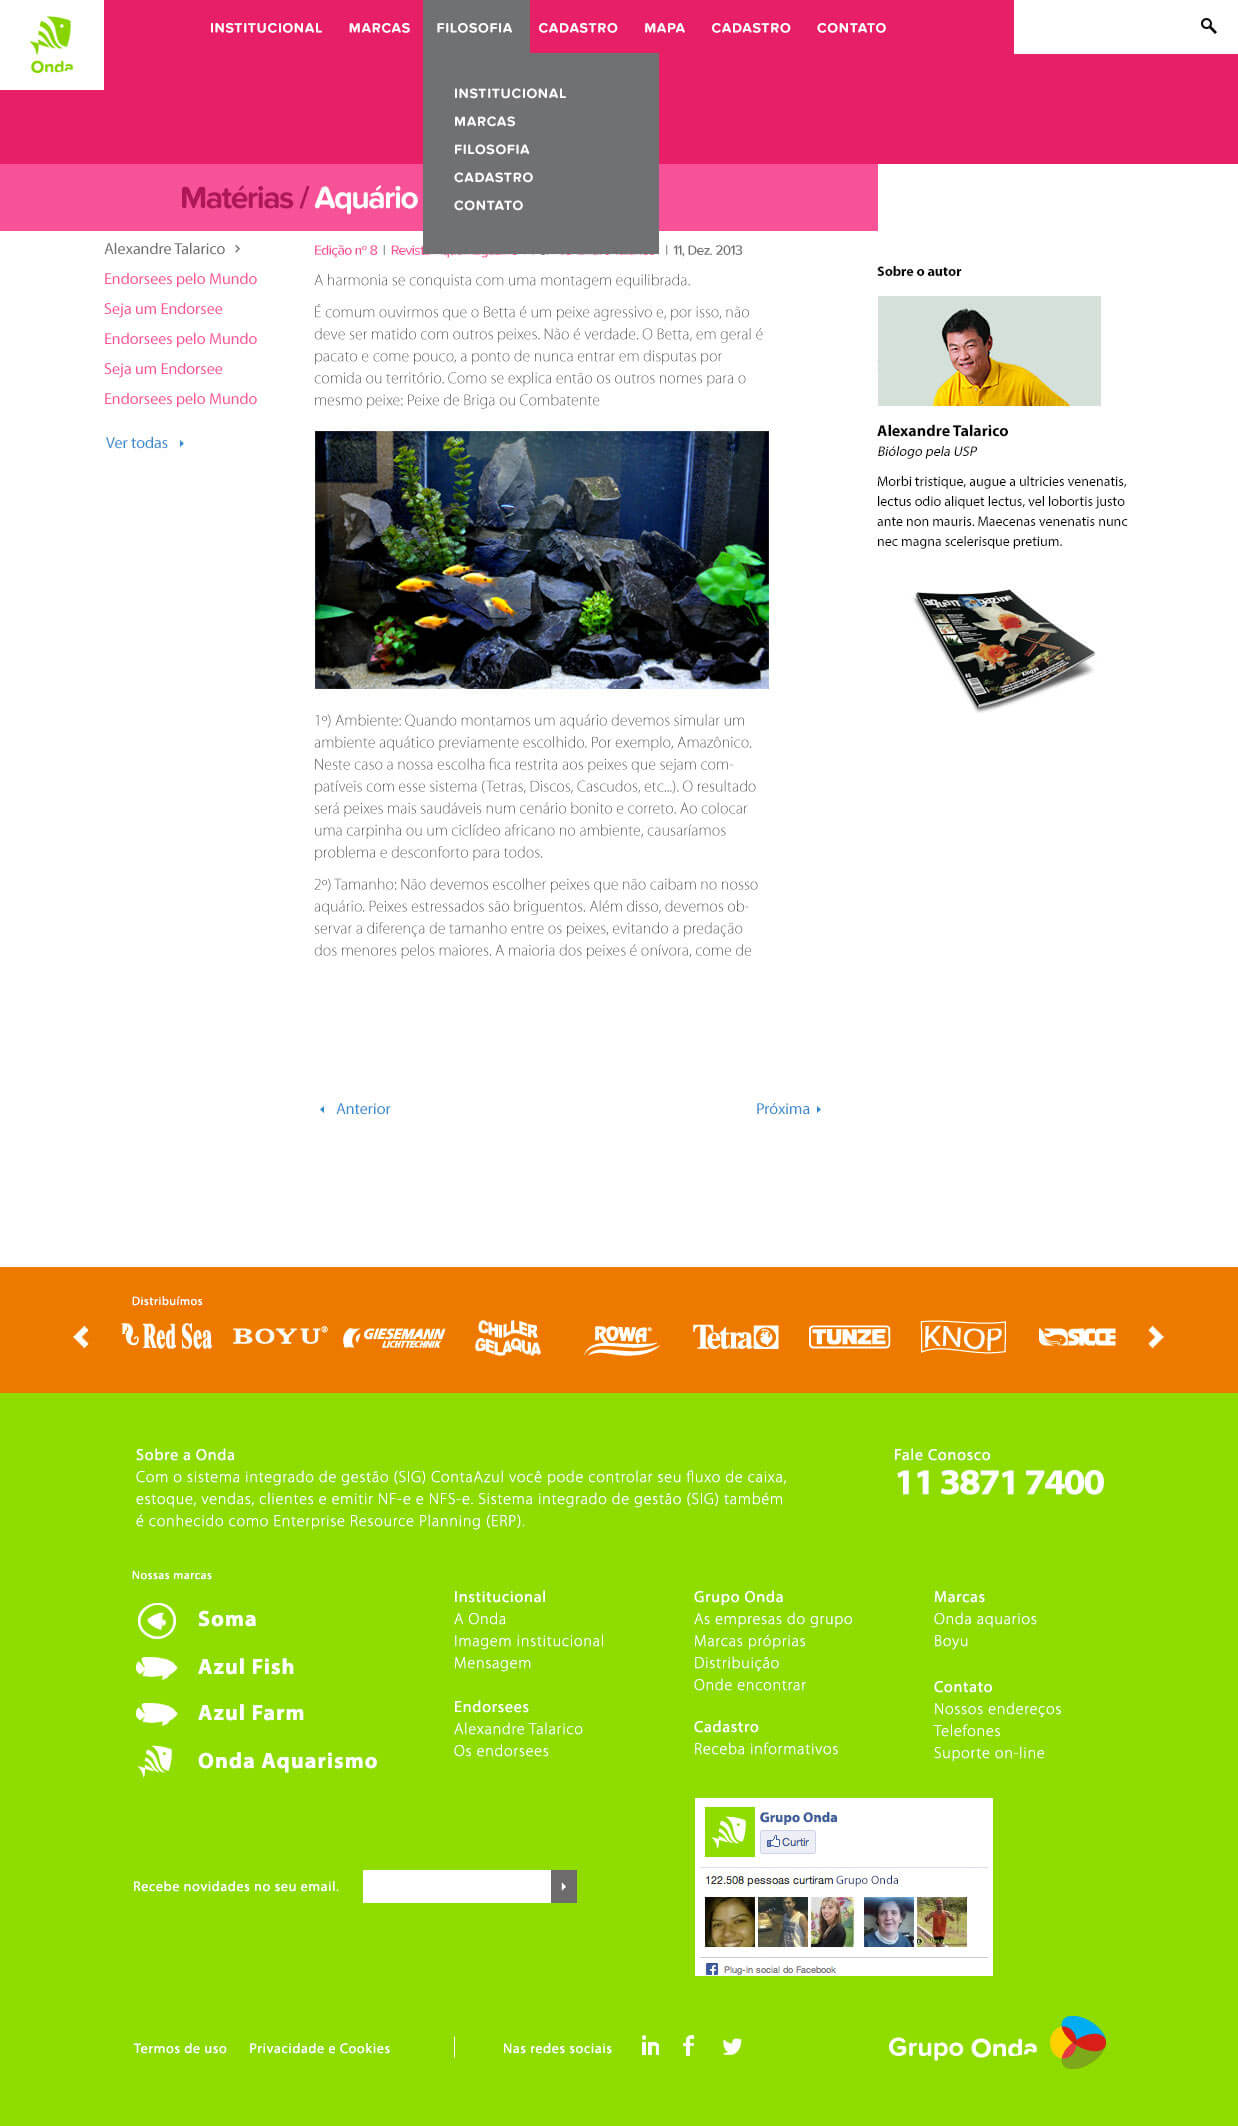 Onda
INSTITUCIONAL MARCAS FILOSOFIA CADASTRO MAPA CADASTRO CONTATO
INSTITUCIONAL
MARCAS
FILOSOFIA
CADASTRO
CONTATO
Matérias / Aquário
Alexandre Talarico
Endorsees pelo Mundo
Seja um Endorsee
Endorsees pelo Mundo
Seja um Endorsee
Endorsees pelo Mundo
Ver todas
Edição nº 8 | | 11, Dez. 2013
A harmonia se conquista com uma montagem equilibrada.
É comum ouvirmos que o Betta é um peixe agressivo e, por isso, não
deve ser matido com outros peixes. Não é verdade. O Betta, em geral é
pacato e come pouco, a ponto de nunca entrar em disputas por
comida ou território. Como se explica então os outros nomes para o
mesmo peixe: Peixe de Briga ou Combatente
1º) Ambiente: Quando montamos um aquário devemos simular um
ambiente aquático previamente escolhido. Por exemplo, Amazônico.
Neste caso a nossa escolha fica restrita aos peixes que sejam com-
patíveis com esse sistema (Tetras, Discos, Cascudos, etc...). O resultado
será peixes mais saudáveis num cenário bonito e correto. Ao colocar
uma carpinha ou um ciclídeo africano no ambiente, causaríamos
problema e desconforto para todos.
2º) Tamanho: Não devemos escolher peixes que não caibam no nosso
aquário. Peixes estressados são briguentos. Além disso, devemos ob-
servar a diferença de tamanho entre os peixes, evitando a predação
dos menores pelos maiores. A maioria dos peixes é onívora, come de
Anterior
Próxima
Sobre o autor
Alexandre Talarico
Biólogo pela USP
Morbi tristique, augue a ultricies venenatis,
lectus odio aliquet lectus, vel lobortis justo
ante non mauris. Maecenas venenatis nunc
nec magna scelerisque pretium.
Distribuímos
Red Sea
BOYU®
GIESEMANN
LICHTTECHNIK
CHILLER
GELAQUA
ROWA
Tetra
TUNZE
KNOP
SICCE
Sobre a Onda
Com o sistema integrado de gestão (SIG) ContaAzul você pode controlar seu fluxo de caixa,
estoque, vendas, clientes e emitir NF-e e NFS-e. Sistema integrado de gestão (SIG) também
é conhecido como Enterprise Resource Planning (ERP).
Fale Conosco
11 3871 7400
Nossas marcas
Soma
Azul Fish
Azul Farm
Onda Aquarismo
Institucional
A Onda
Imagem institucional
Mensagem
Endorsees
Alexandre Talarico
Os endorsees
Grupo Onda
As empresas do grupo
Marcas próprias
Distribuição
Onde encontrar
Cadastro
Receba informativos
Marcas
Onda aquarios
Boyu
Contato
Nossos endereços
Telefones
Suporte on-line
Grupo Onda
Curtir
122.508 pessoas curtiram Grupo Onda
Plug-in social do Facebook
Recebe novidades no seu email.
Termos de uso Privacidade e Cookies
Nas redes sociais
Grupo Onda